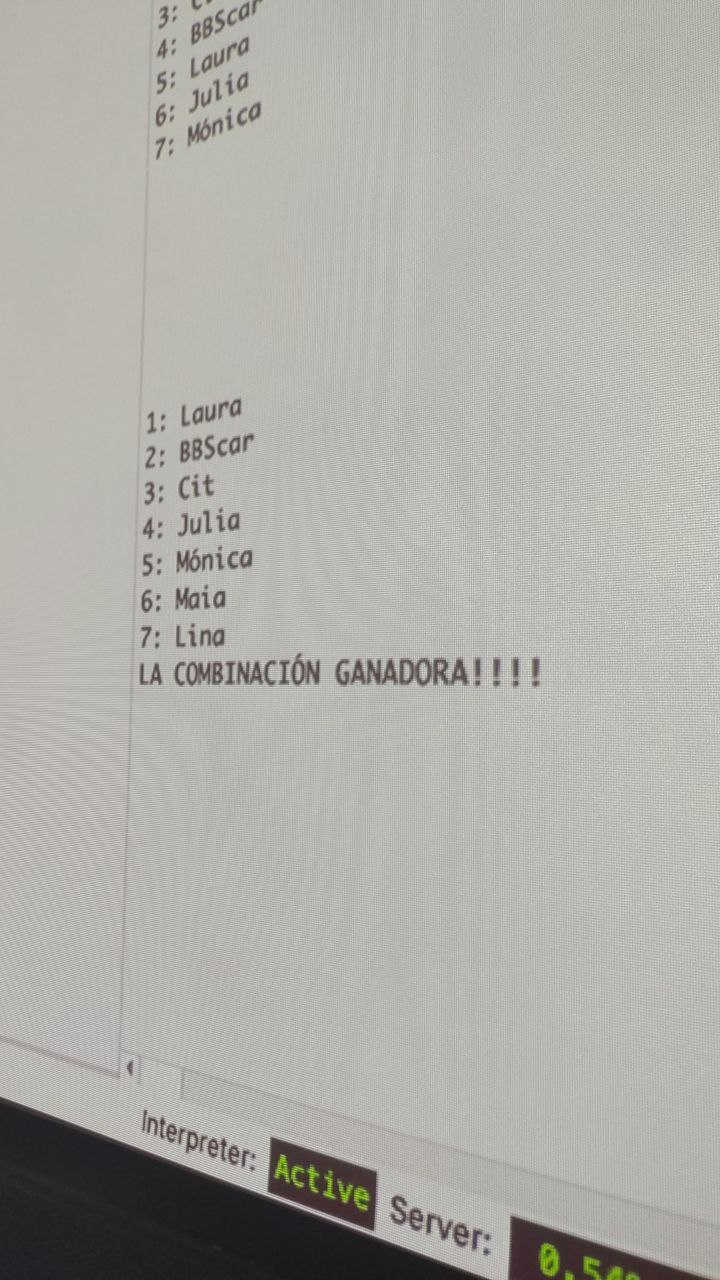 3:
4: BBScar
5: Laura
6: Julia
7: Mónica
1: Laura
2: BBScar
3: Cit
4: Julia
5: Mónica
6: Maia
7: Lina
LA COMBINACIÓN GANADORA!!!!
Interpreter: Active Server: